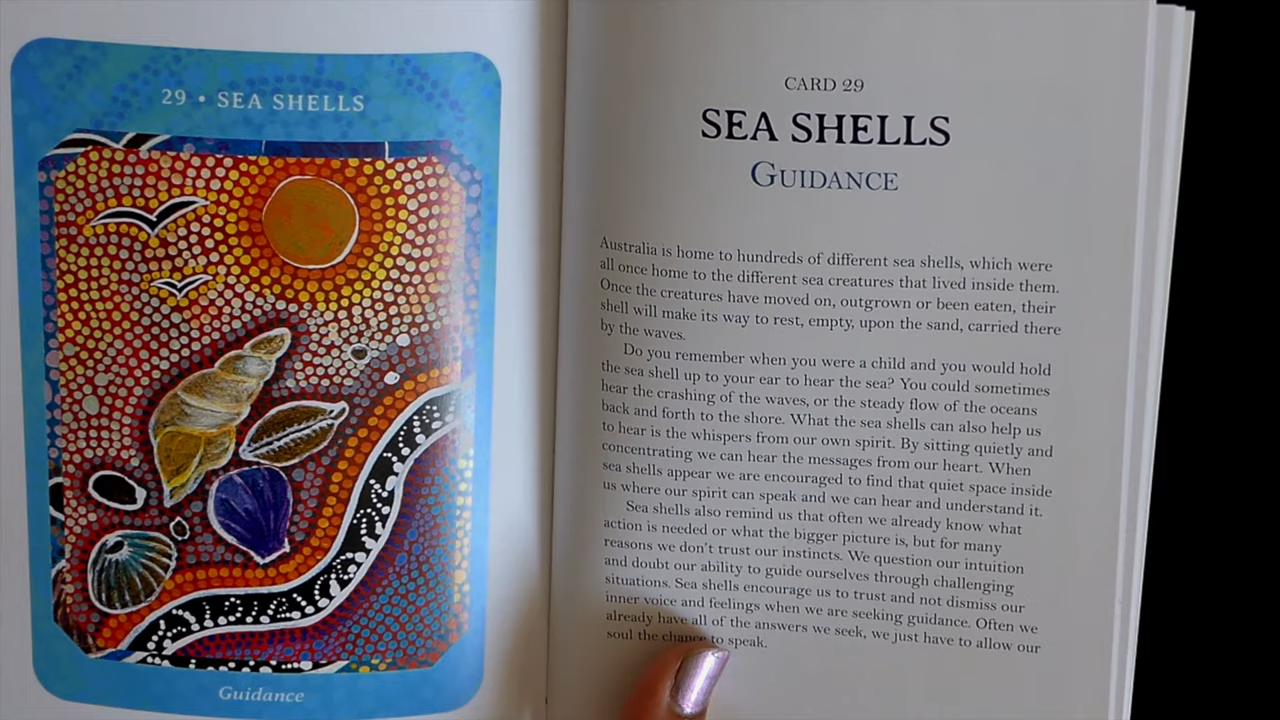 29 • SEA SHELLS
Guidance
CARD 29
SEA SHELLS
GUIDANCE
Australia is home to hundreds of different sea shells, which were
all once home to the different sea creatures that lived inside them.
Once the creatures have moved on, outgrown or been eaten, their
shell will make its way to rest, empty, upon the sand, carried there
by the waves.
Do you remember when you were a child and you would hold
the sea shell up to your ear to hear the sea? You could sometimes
hear the crashing of the waves, or the steady flow of the oceans
back and forth to the shore. What the sea shells can also help us
to hear is the whispers from our own spirit. By sitting quietly and
concentrating we can hear the messages from our heart. When
sea shells appear we are encouraged to find that quiet space inside
us where our spirit can speak and we can hear and understand it.
Sea shells also remind us that often we already know what
action is needed or what the bigger picture is, but for many
reasons we don't trust our instincts. We question our intuition
and doubt our ability to guide ourselves through challenging
situations. Sea shells encourage us to trust and not dismiss our
inner voice and feelings when we are seeking guidance. Often we
already have all of the answers we seek, we just have to allow our
soul the chance to speak.